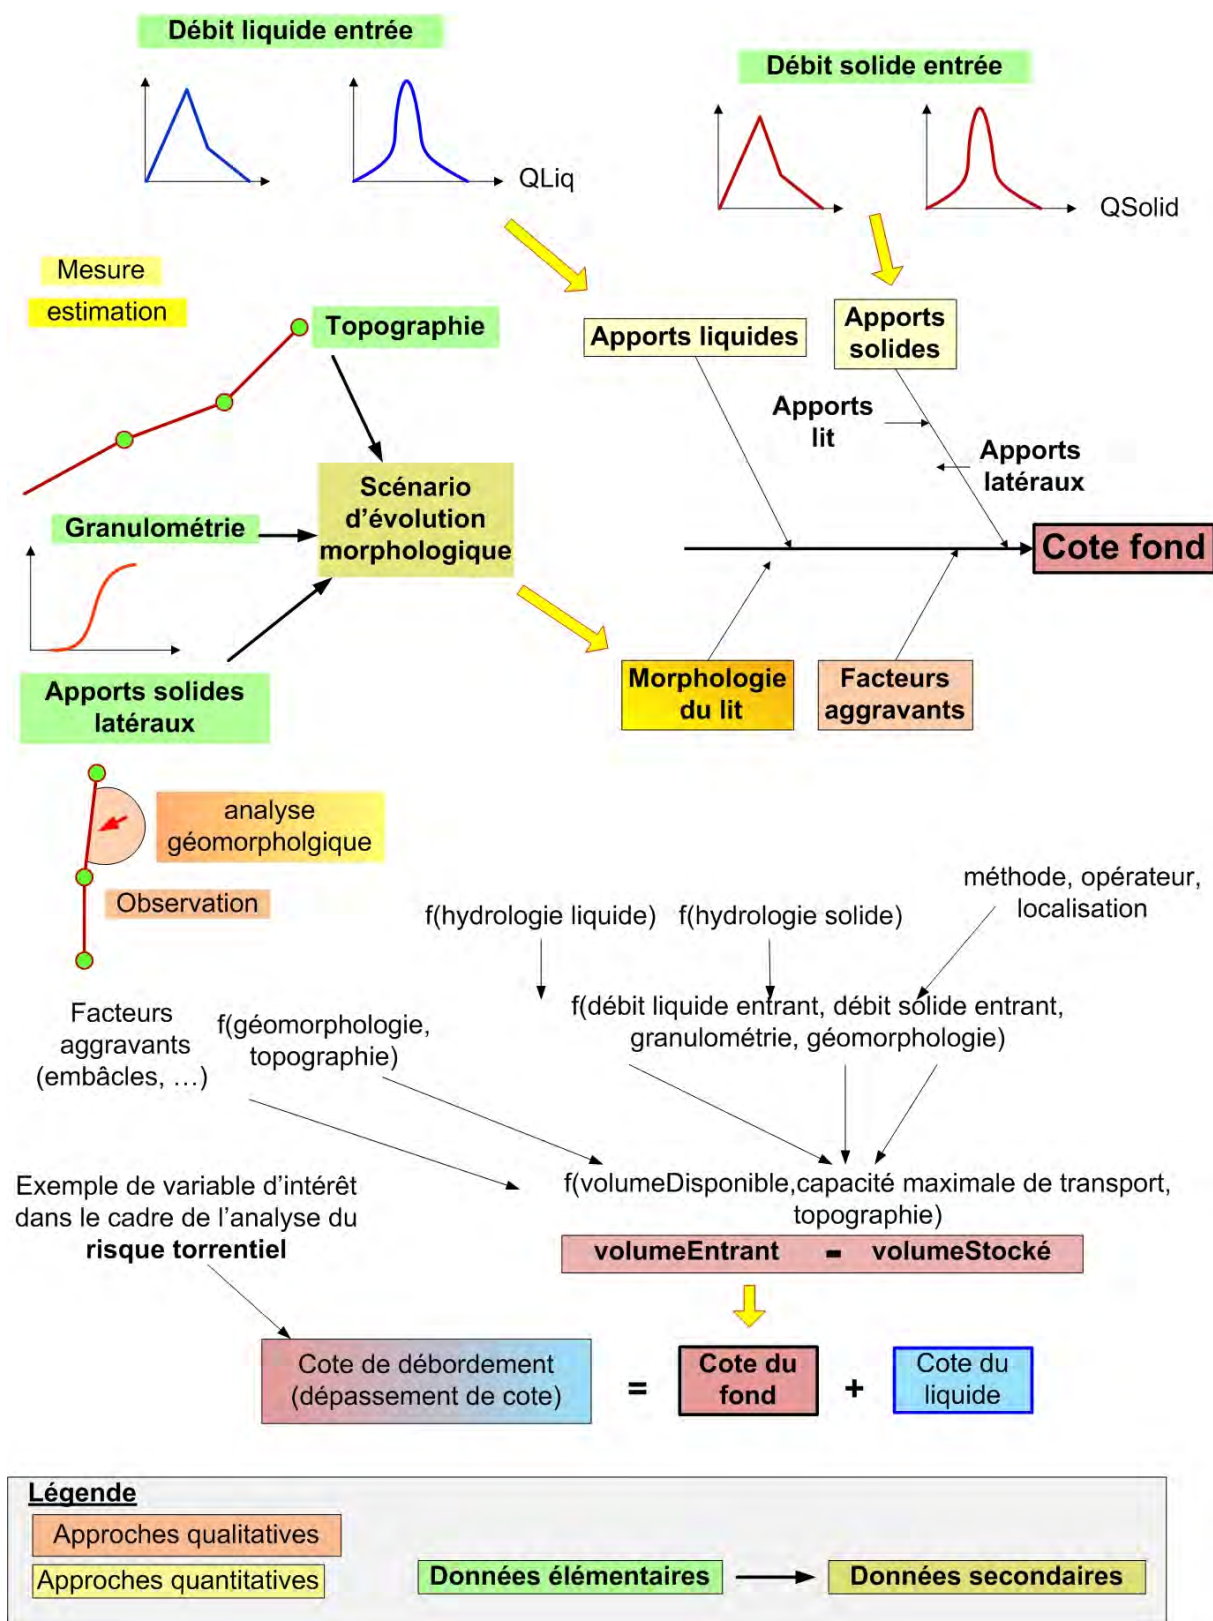 Débit liquide entrée
Débit solide entrée
QLiq
QSolid
Mesure
estimation
Topographie
Apports liquides
Apports
solides
Apports
lit
Apports
latéraux
Scénario
d'évolution
morphologique
Granulométrie
Cote fond
Apports solides
latéraux
Morphologie
du lit
Facteurs
aggravants
analyse
géomorpholgique
Observation
méthode, opérateur,
localisation
f(hydrologie liquide)
f(hydrologie solide)
Facteurs
aggravants
(embâcles, …)
f(géomorphologie,
topographie)
f(débit liquide entrant, débit solide entrant,
granulométrie, géomorphologie)
Exemple de variable d'intérêt
dans le cadre de l'analyse du
risque torrentiel
f(volumeDisponible,capacité maximale de transport,
topographie)
volumeEntrant - volumeStocké
Cote de débordement
(dépassement de cote)
=
Cote du
fond
+
Cote du
liquide
Légende
Approches qualitatives
Approches quantitatives
Données élémentaires
Données secondaires